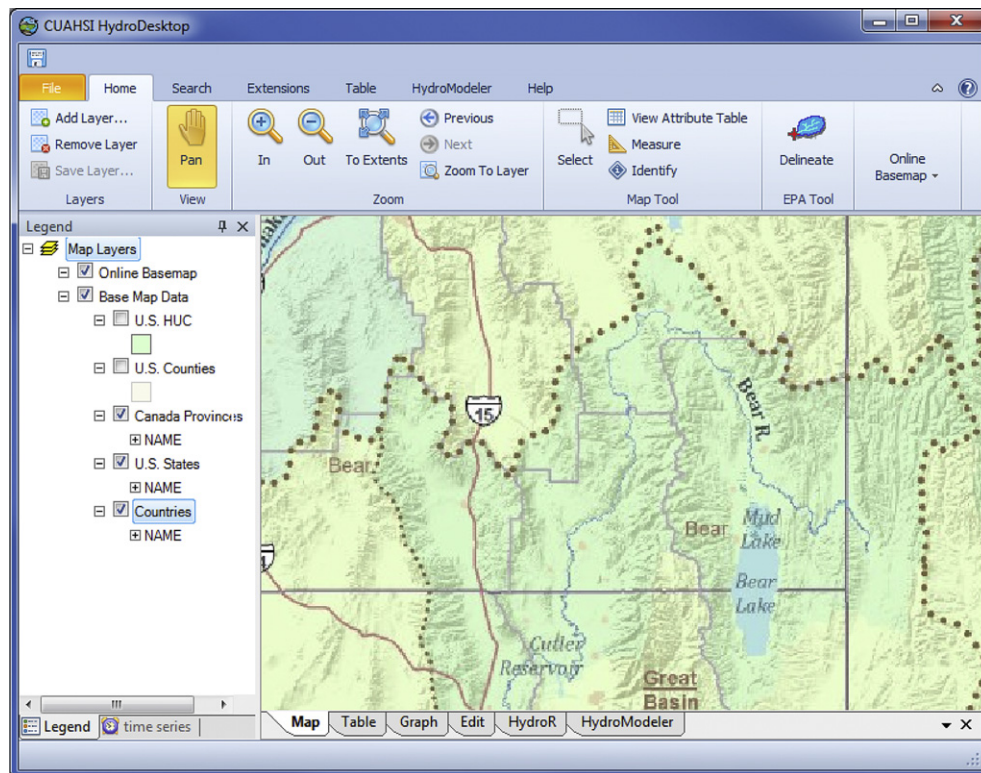 CUAHSI HydroDesktop
File Home Search Extensions Table HydroModeler Help
Add Layer...
Remove Layer
Save Layer...
Layers
Pan
View
In
Out
To Extents
Previous
Next
Zoom To Layer
Zoom
Select
View Attribute Table
Measure
Identify
Map Tool
Delineate
EPA Tool
Online
Basemap
Legend
Map Layers
Online Basemap
Base Map Data
U.S. HUC
U.S. Counties
Canada Provinces
NAME
U.S. States
NAME
Countries
NAME
Legend
time series
15
Bear R.
Bear
Bear
Mud
Lake
Bear
Lake
Cutler
Reservoir
Great
Basin
Map Table Graph Edit HydroR HydroModeler